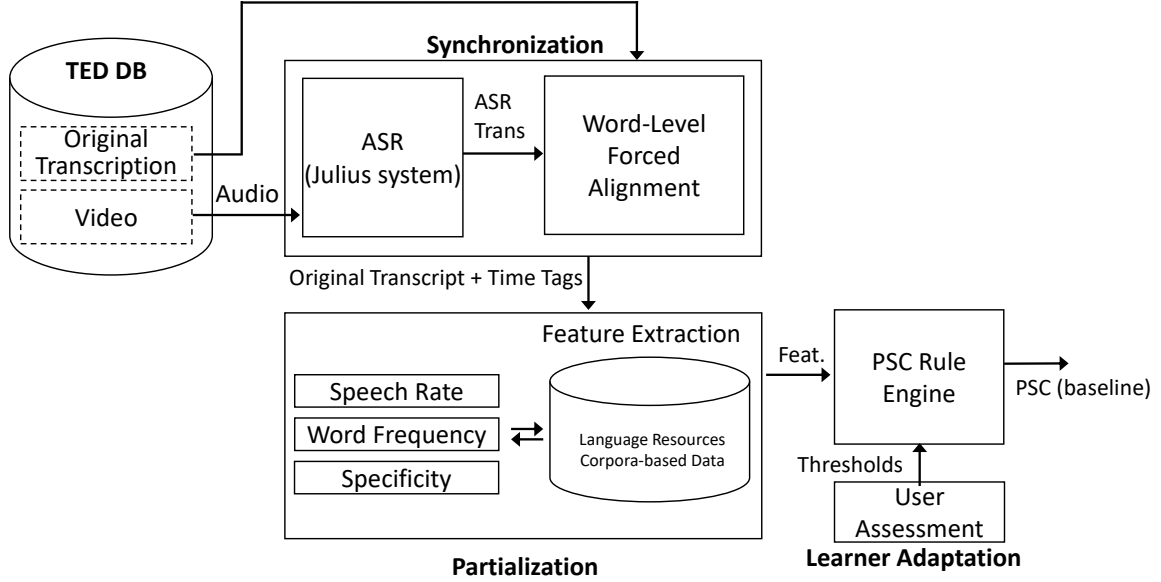 Synchronization
TED DB
Original
Transcription
Video
Audio
ASR
(Julius system)
ASR
Trans
Word-Level
Forced
Alignment
Original Transcript + Time Tags
Feature Extraction
Speech Rate
Word Frequency
Specificity
Language Resources
Corpora-based Data
Partialization
Feat.
PSC Rule
Engine
PSC (baseline)
Thresholds
User
Assessment
Learner Adaptation